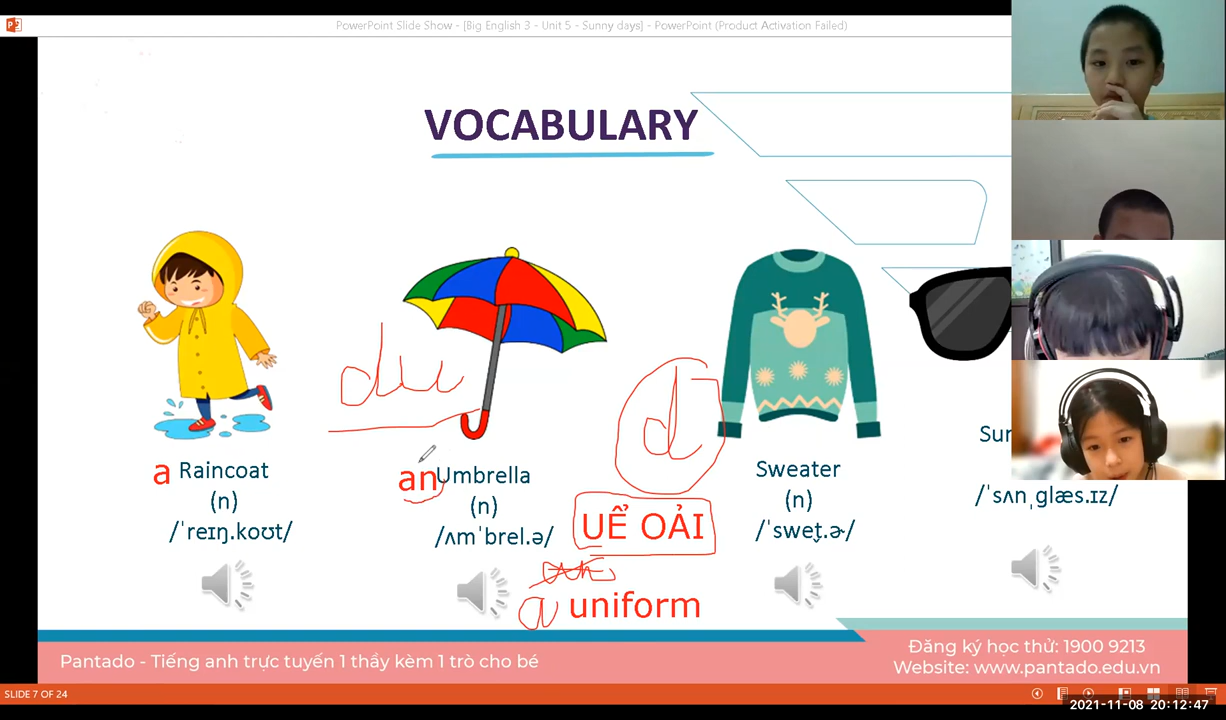 PowerPoint Slide Show - [Big English 3 - Unit 5 - Sunny days] - PowerPoint (Product Activation Failed)
VOCABULARY
du
d
a Raincoat
(n)
/ˈreɪŋ.koʊt/
an Umbrella
(n)
/ʌmˈbrel.ə/
UỂ OẢI
a uniform
Sweater
(n)
/ˈswet̬.ɚ/
Sun
/ˈsʌnˌɡlæs.ɪz/
Pantado - Tiếng anh trực tuyến 1 thầy kèm 1 trò cho bé
Đăng ký học thử: 1900 9213
Website: www.pantado.edu.vn
SLIDE 7 OF 24
2021-11-08 20:12:47